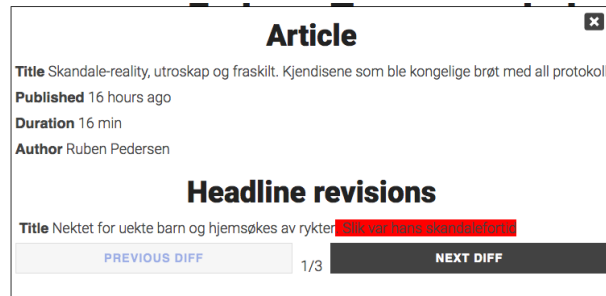 Article
Title Skandale-reality, utroskap og fraskilt. Kjendisene som ble kongelige brøt med all protokoll
Published 16 hours ago
Duration 16 min
Author Ruben Pedersen
Headline revisions
Title Nektet for uekte barn og hjemsøkes av rykter. Slik var hans skandalefortid
PREVIOUS DIFF 1/3 NEXT DIFF